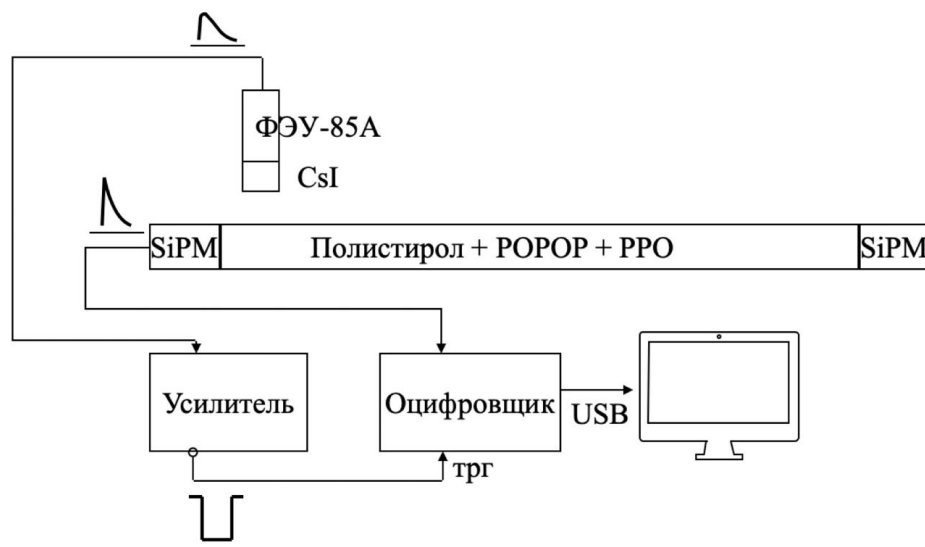 ФЭУ-85А
CsI
SiPM
Полистирол + POPOP + PPO
SiPM
Усилитель
Оцифровщик
USB
трг